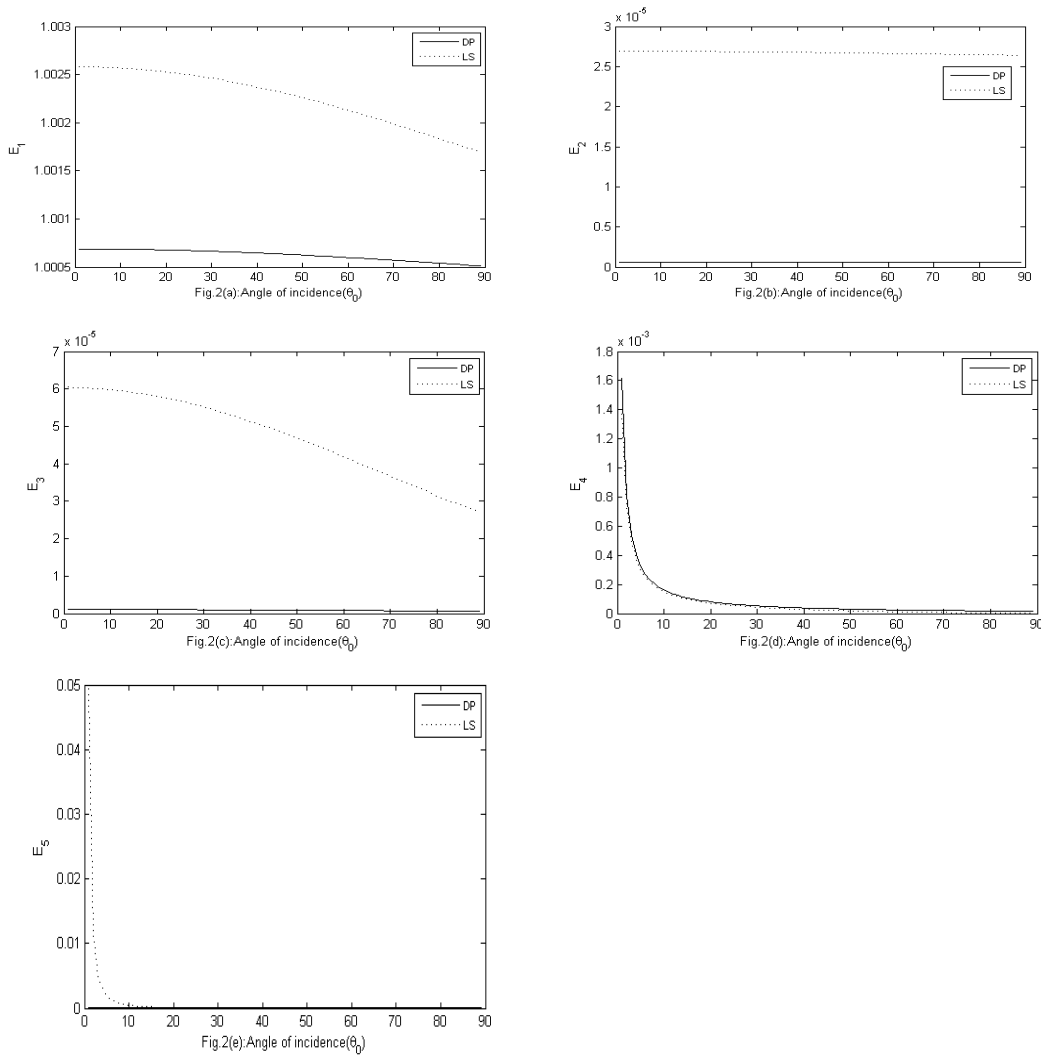 1.003
1.0025
1.002
1.0015
1.001
1.0005
E1
DP
LS
0 10 20 30 40 50 60 70 80 90
Fig.2(a):Angle of incidence(θ0)
x 10-5
3
2.5
2
1.5
1
0.5
0
E2
DP
LS
0 10 20 30 40 50 60 70 80 90
Fig.2(b):Angle of incidence(θ0)
x 10-5
7
6
5
4
3
2
1
0
E3
DP
LS
0 10 20 30 40 50 60 70 80 90
Fig.2(c):Angle of incidence(θ0)
x 10-3
1.8
1.6
1.4
1.2
1
0.8
0.6
0.4
0.2
0
E4
DP
LS
0 10 20 30 40 50 60 70 80 90
Fig.2(d):Angle of incidence(θ0)
0.05
0.04
0.03
0.02
0.01
0
E5
DP
LS
0 10 20 30 40 50 60 70 80 90
Fig.2(e):Angle of incidence(θ0)